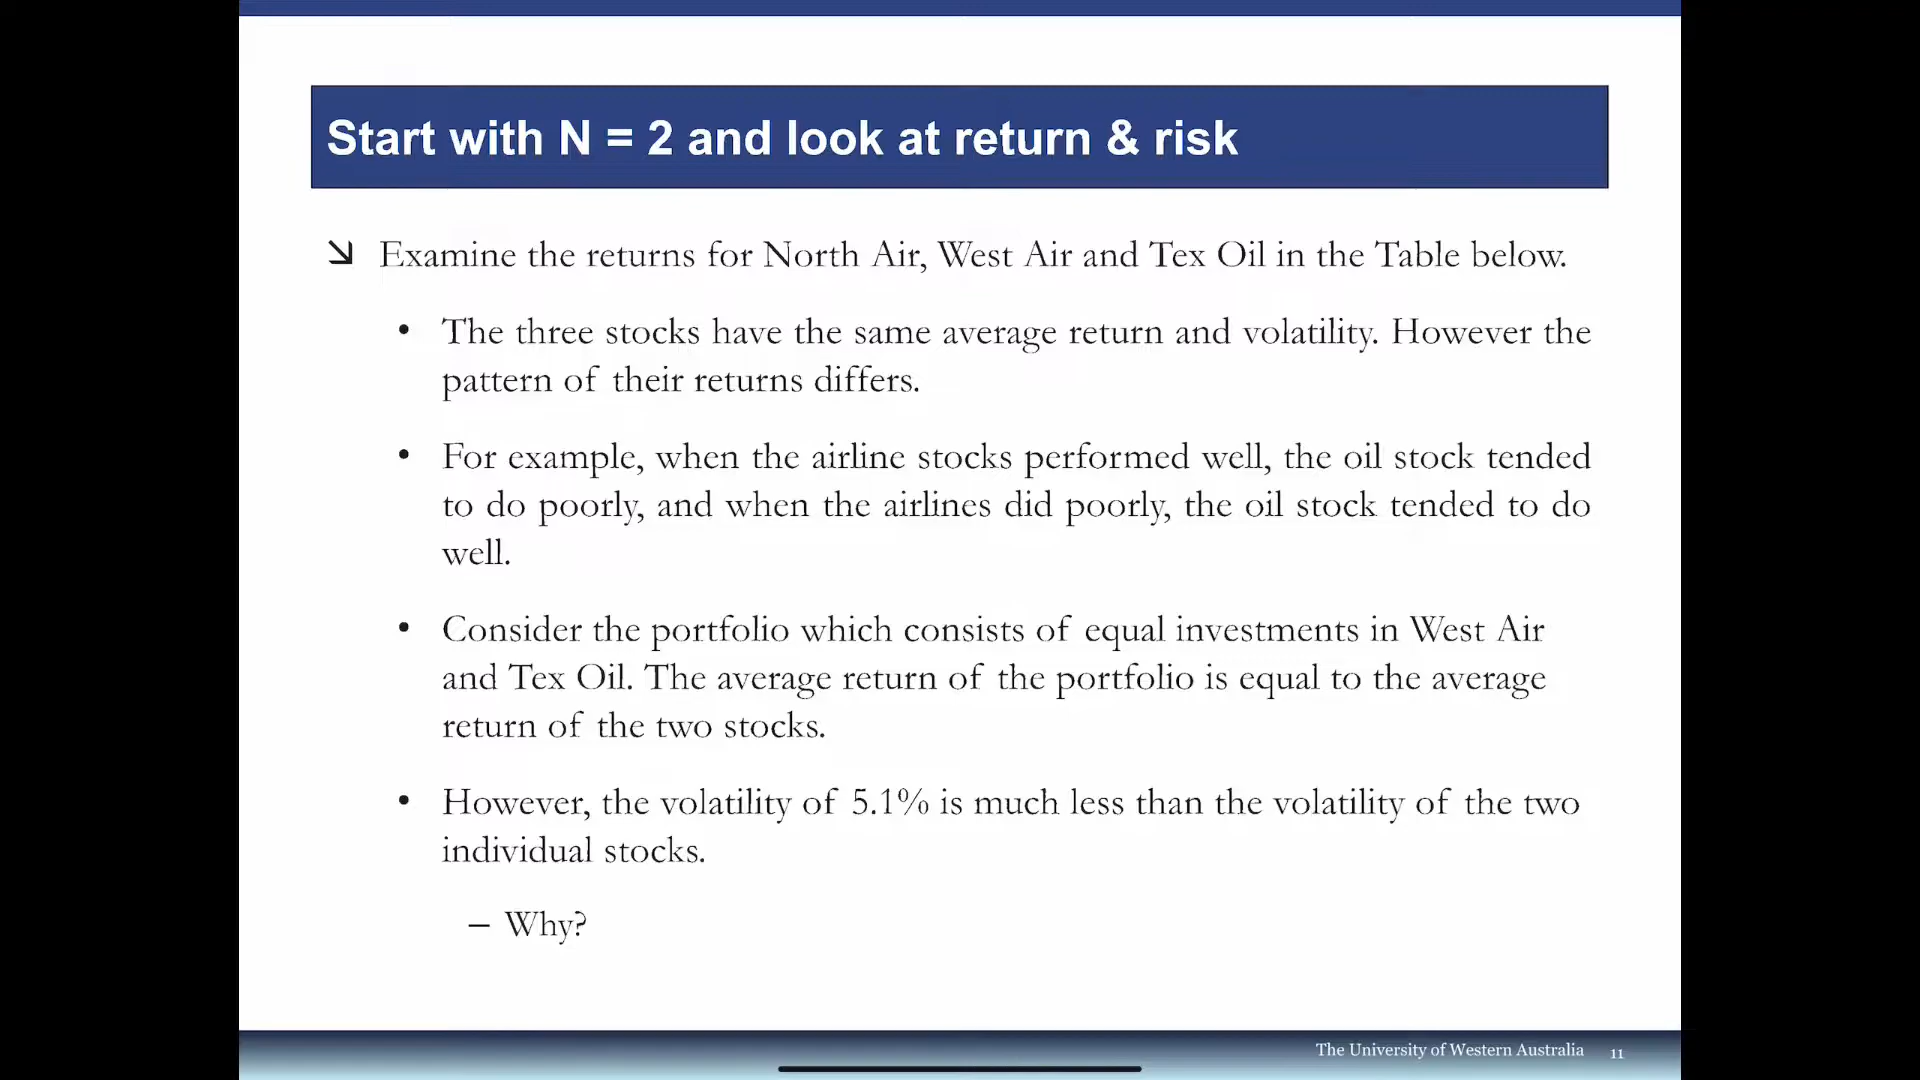 Start with N = 2 and look at return & risk
Examine the returns for North Air, West Air and Tex Oil in the Table below.
• The three stocks have the same average return and volatility. However the
pattern of their returns differs.
• For example, when the airline stocks performed well, the oil stock tended
to do poorly, and when the airlines did poorly, the oil stock tended to do
well.
• Consider the portfolio which consists of equal investments in West Air
and Tex Oil. The average return of the portfolio is equal to the average
return of the two stocks.
• However, the volatility of 5.1% is much less than the volatility of the two
individual stocks.
– Why?
The University of Western Australia 11